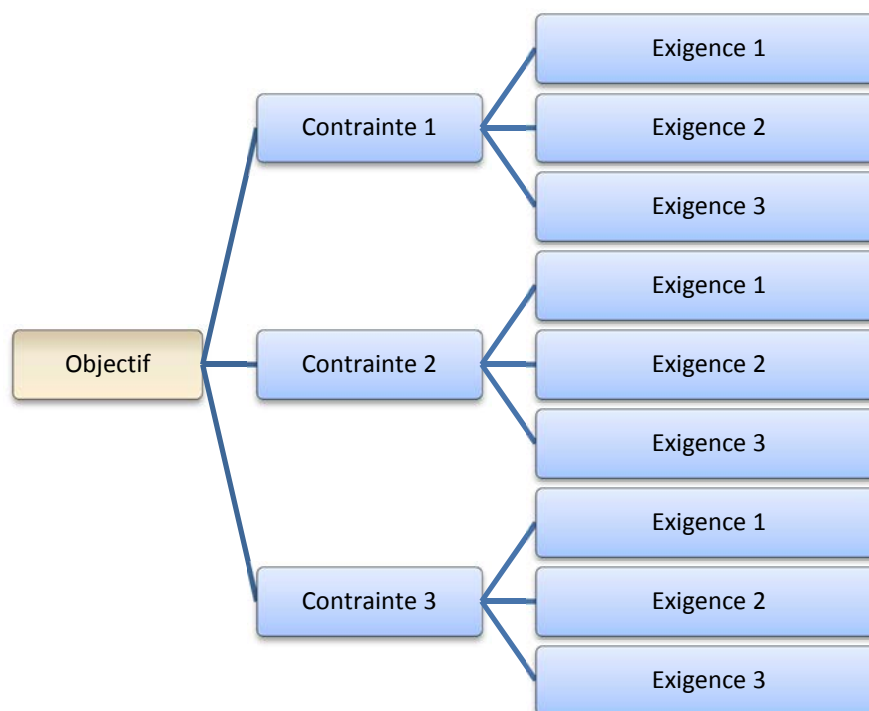 Objectif
Contrainte 1
Exigence 1
Exigence 2
Exigence 3
Contrainte 2
Exigence 1
Exigence 2
Exigence 3
Contrainte 3
Exigence 1
Exigence 2
Exigence 3